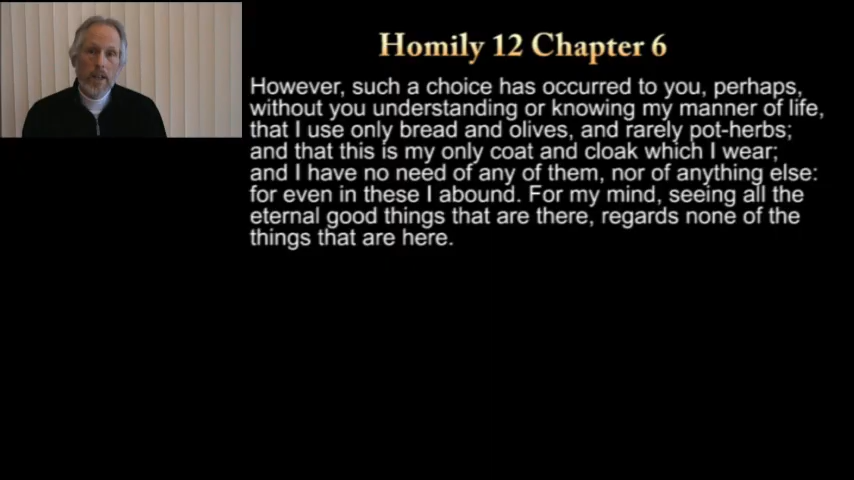 Homily 12 Chapter 6
However, such a choice has occurred to you, perhaps,
without you understanding or knowing my manner of life,
that I use only bread and olives, and rarely pot-herbs;
and that this is my only coat and cloak which I wear;
and I have no need of any of them, nor of anything else:
for even in these I abound. For my mind, seeing all the
eternal good things that are there, regards none of the
things that are here.